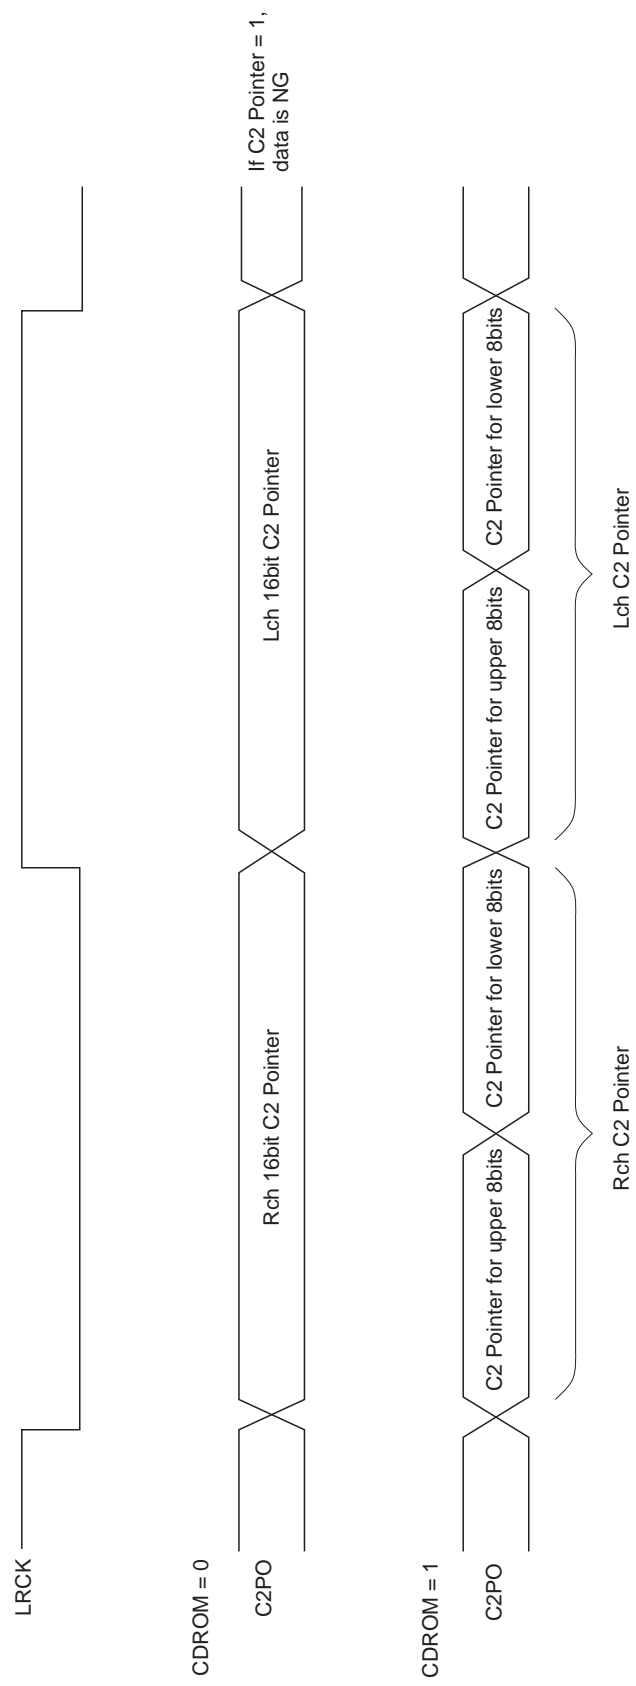 LRCK
CDROM = 0
C2PO
Rch 16bit C2 Pointer
Lch 16bit C2 Pointer
If C2 Pointer = 1,
data is NG
CDROM = 1
C2PO
C2 Pointer for upper 8bits
C2 Pointer for lower 8bits
C2 Pointer for upper 8bits
C2 Pointer for lower 8bits
Rch C2 Pointer
Lch C2 Pointer